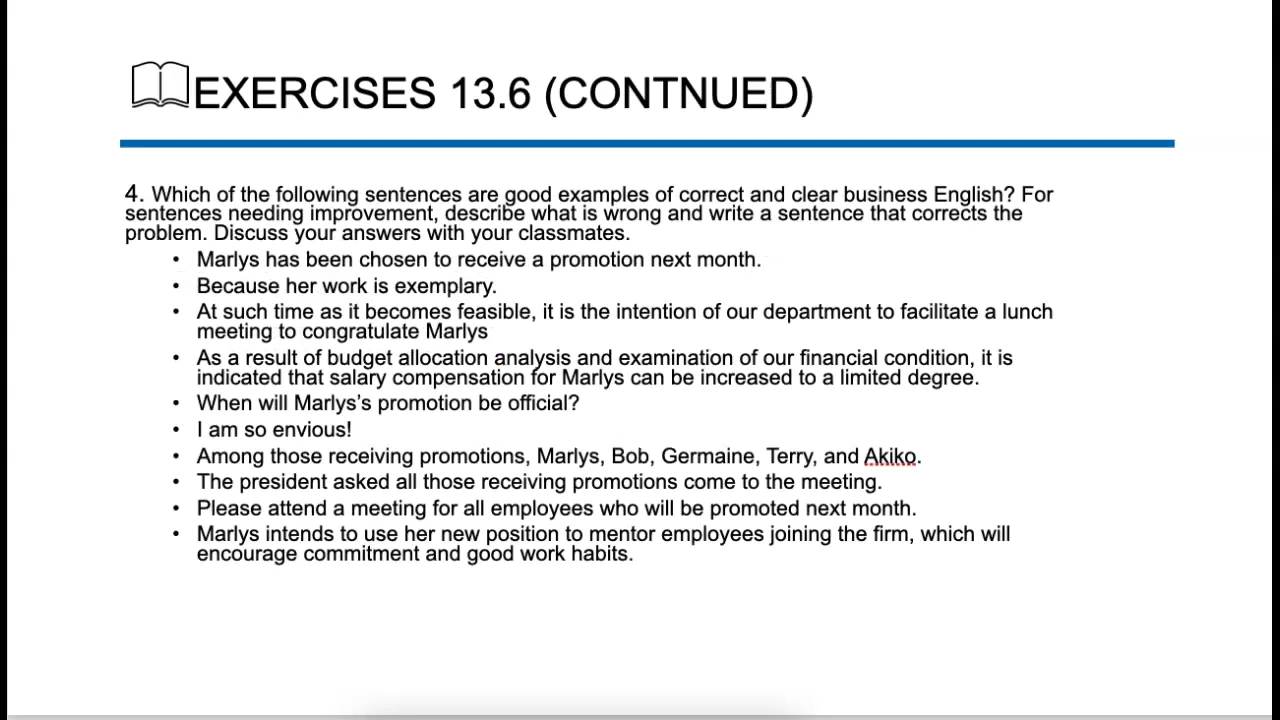 EXERCISES 13.6 (CONTNUED)
4. Which of the following sentences are good examples of correct and clear business English? For
sentences needing improvement, describe what is wrong and write a sentence that corrects the
problem. Discuss your answers with your classmates.
• Marlys has been chosen to receive a promotion next month.
• Because her work is exemplary.
• At such time as it becomes feasible, it is the intention of our department to facilitate a lunch
meeting to congratulate Marlys
• As a result of budget allocation analysis and examination of our financial condition, it is
indicated that salary compensation for Marlys can be increased to a limited degree.
• When will Marlys’s promotion be official?
• I am so envious!
• Among those receiving promotions, Marlys, Bob, Germaine, Terry, and Akiko.
• The president asked all those receiving promotions come to the meeting.
• Please attend a meeting for all employees who will be promoted next month.
• Marlys intends to use her new position to mentor employees joining the firm, which will
encourage commitment and good work habits.